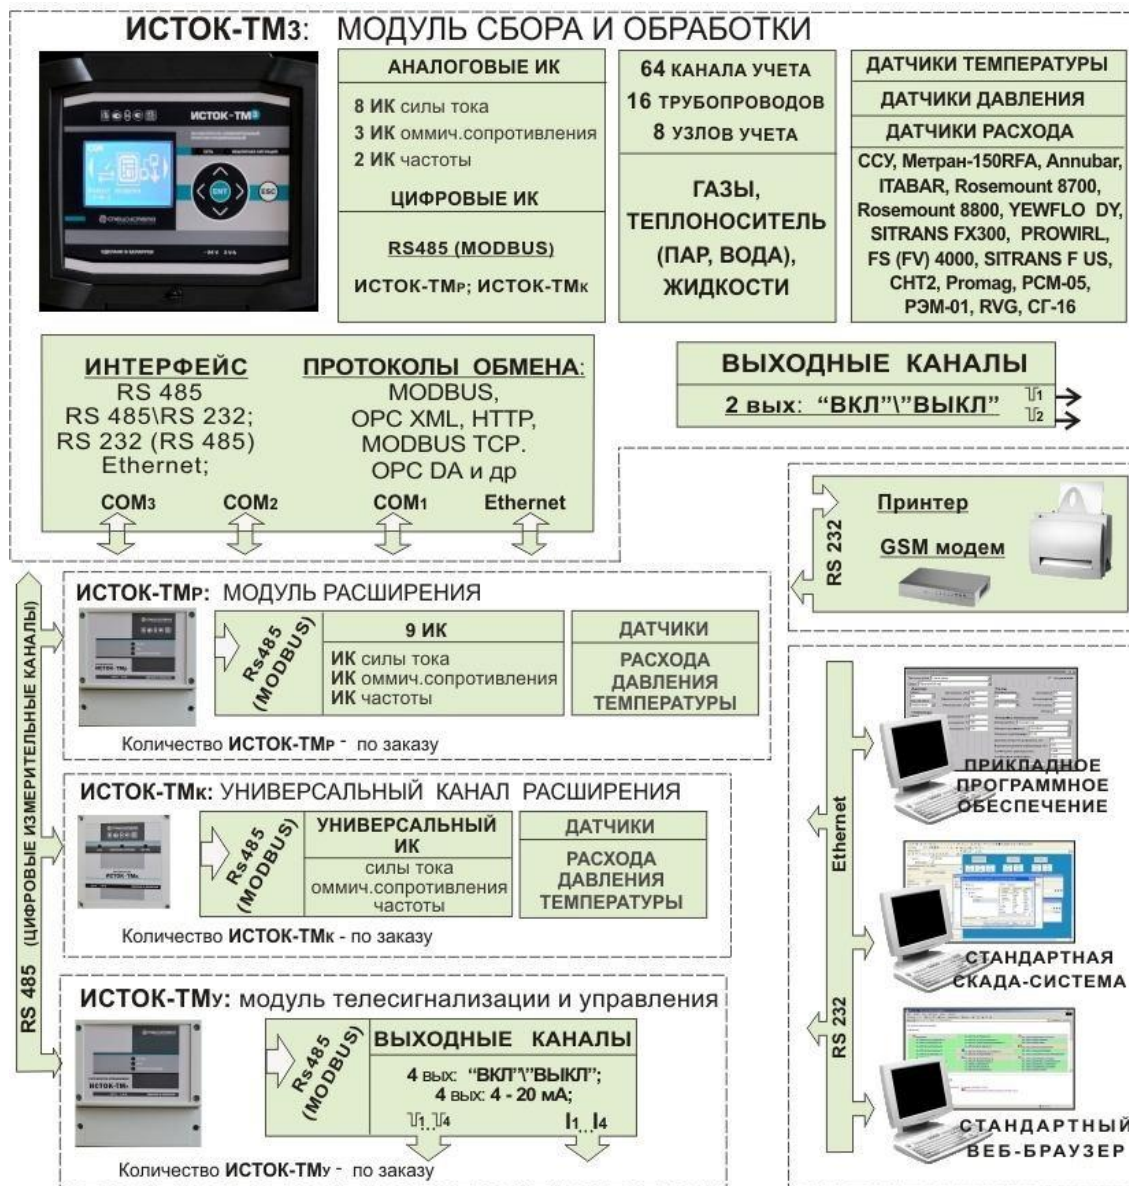 ИСТОК-ТМ3: МОДУЛЬ СБОРА И ОБРАБОТКИ
ИСТОК-ТМ3
ENT
ESC
СПЕЦСИСТЕМА
АНАЛОГОВЫЕ ИК
8 ИК силы тока
3 ИК оммич.сопротивления
2 ИК частоты
ЦИФРОВЫЕ ИК
RS485 (MODBUS)
ИСТОК-ТМР; ИСТОК-ТМК
64 КАНАЛА УЧЕТА
16 ТРУБОПРОВОДОВ
8 УЗЛОВ УЧЕТА
ГАЗЫ,
ТЕПЛОНОСИТЕЛЬ
(ПАР, ВОДА),
ЖИДКОСТИ
ДАТЧИКИ ТЕМПЕРАТУРЫ
ДАТЧИКИ ДАВЛЕНИЯ
ДАТЧИКИ РАСХОДА
ССУ, Метран-150RFA, Annubar,
ITABAR, Rosemount 8700,
Rosemount 8800, YEWFLO DY,
SITRANS FX300, PROWIRL,
FS (FV) 4000, SITRANS F US,
СНТ2, Promag, РСМ-05,
РЭМ-01, RVG, СГ-16
ИНТЕРФЕЙС
RS 485
RS 485\RS 232;
RS 232 (RS 485)
Ethernet;
ПРОТОКОЛЫ ОБМЕНА:
MODBUS,
OPC XML, HTTP,
MODBUS TCP.
OPC DA и др
COM3
COM2
COM1
Ethernet
ВЫХОДНЫЕ КАНАЛЫ
2 вых: “ВКЛ”\”ВЫКЛ”
1
2
RS 232
Принтер
GSM модем
RS 485 (ЦИФРОВЫЕ ИЗМЕРИТЕЛЬНЫЕ КАНАЛЫ)
ИСТОК-ТМР: МОДУЛЬ РАСШИРЕНИЯ
Rs485
(MODBUS)
9 ИК
ИК силы тока
ИК оммич.сопротивления
ИК частоты
ДАТЧИКИ
РАСХОДА
ДАВЛЕНИЯ
ТЕМПЕРАТУРЫ
Количество ИСТОК-ТМР - по заказу
ИСТОК-ТМК: УНИВЕРСАЛЬНЫЙ КАНАЛ РАСШИРЕНИЯ
Rs485
(MODBUS)
УНИВЕРСАЛЬНЫЙ
ИК
силы тока
оммич.сопротивления
частоты
ДАТЧИКИ
РАСХОДА
ДАВЛЕНИЯ
ТЕМПЕРАТУРЫ
Количество ИСТОК-ТМК - по заказу
ИСТОК-ТМУ: модуль телесигнализации и управления
Rs485
(MODBUS)
ВЫХОДНЫЕ КАНАЛЫ
4 вых: “ВКЛ”\”ВЫКЛ”;
4 вых: 4 - 20 мА;
1...4
I1...I4
Количество ИСТОК-ТМУ - по заказу
Ethernet
RS 232
ПРИКЛАДНОЕ
ПРОГРАММНОЕ
ОБЕСПЕЧЕНИЕ
СТАНДАРТНАЯ
СКАДА-СИСТЕМА
СТАНДАРТНЫЙ
ВЕБ-БРАУЗЕР